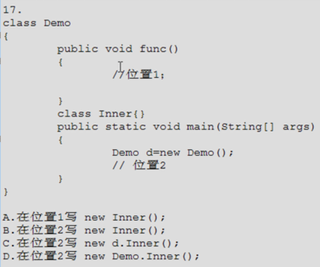 17.
class Demo
{
public void func()
{
//位置1;
}
class Inner{}
public static void main(String[] args)
{
Demo d=new Demo();
// 位置2
}
}
A.在位置1写 new Inner();
B.在位置2写 new Inner();
C.在位置2写 new d.Inner();
D.在位置2写 new Demo.Inner();